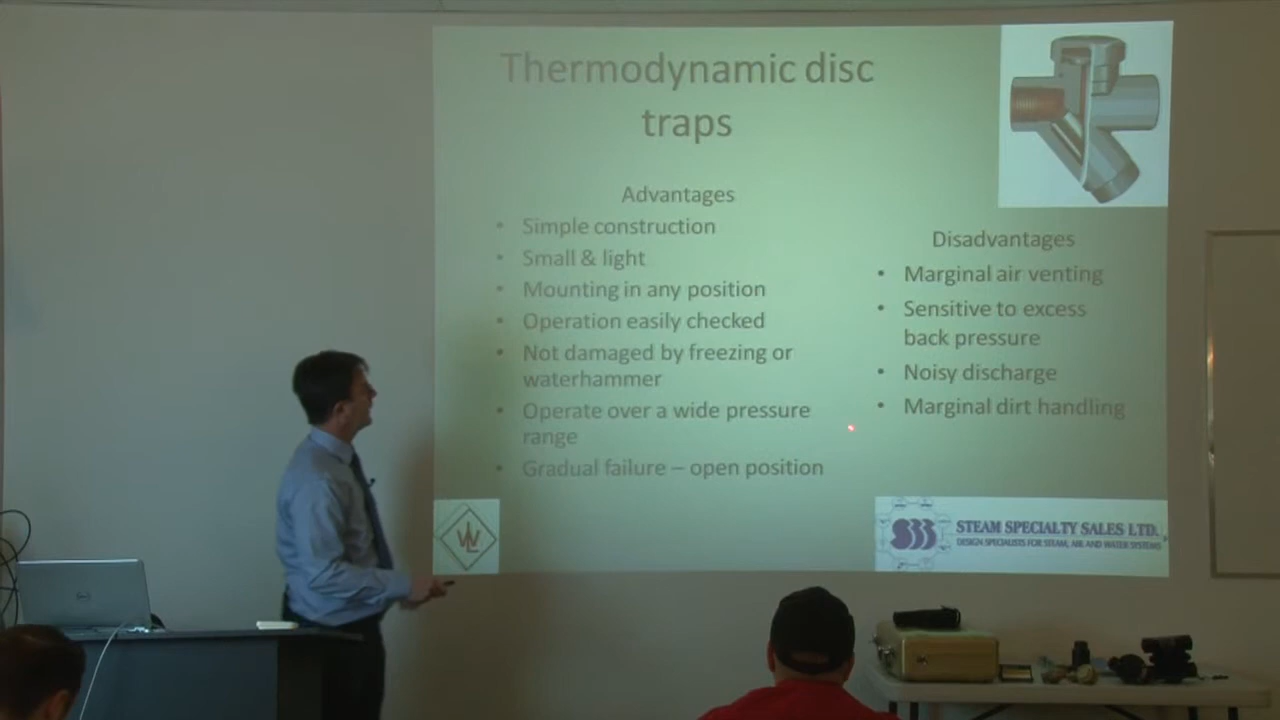 Thermodynamic disc
traps
Advantages
• Simple construction
• Small & light
• Mounting in any position
• Operation easily checked
• Not damaged by freezing or
waterhammer
• Operate over a wide pressure
range
• Gradual failure – open position
Disadvantages
• Marginal air venting
• Sensitive to excess
back pressure
• Noisy discharge
• Marginal dirt handling
STEAM SPECIALTY SALES LTD.
DESIGN SPECIALISTS FOR STEAM, AIR AND WATER SYSTEMS